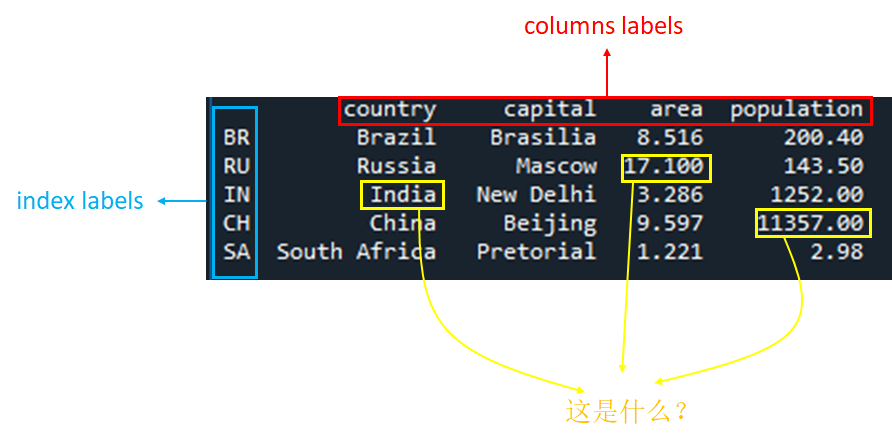 columns labels
country capital area population
BR Brazil Brasilia 8.516 200.40
RU Russia Mascow 17.100 143.50
index labels
IN India New Delhi 3.286 1252.00
CH China Beijing 9.597 11357.00
SA South Africa Pretorial 1.221 2.98
这是什么？